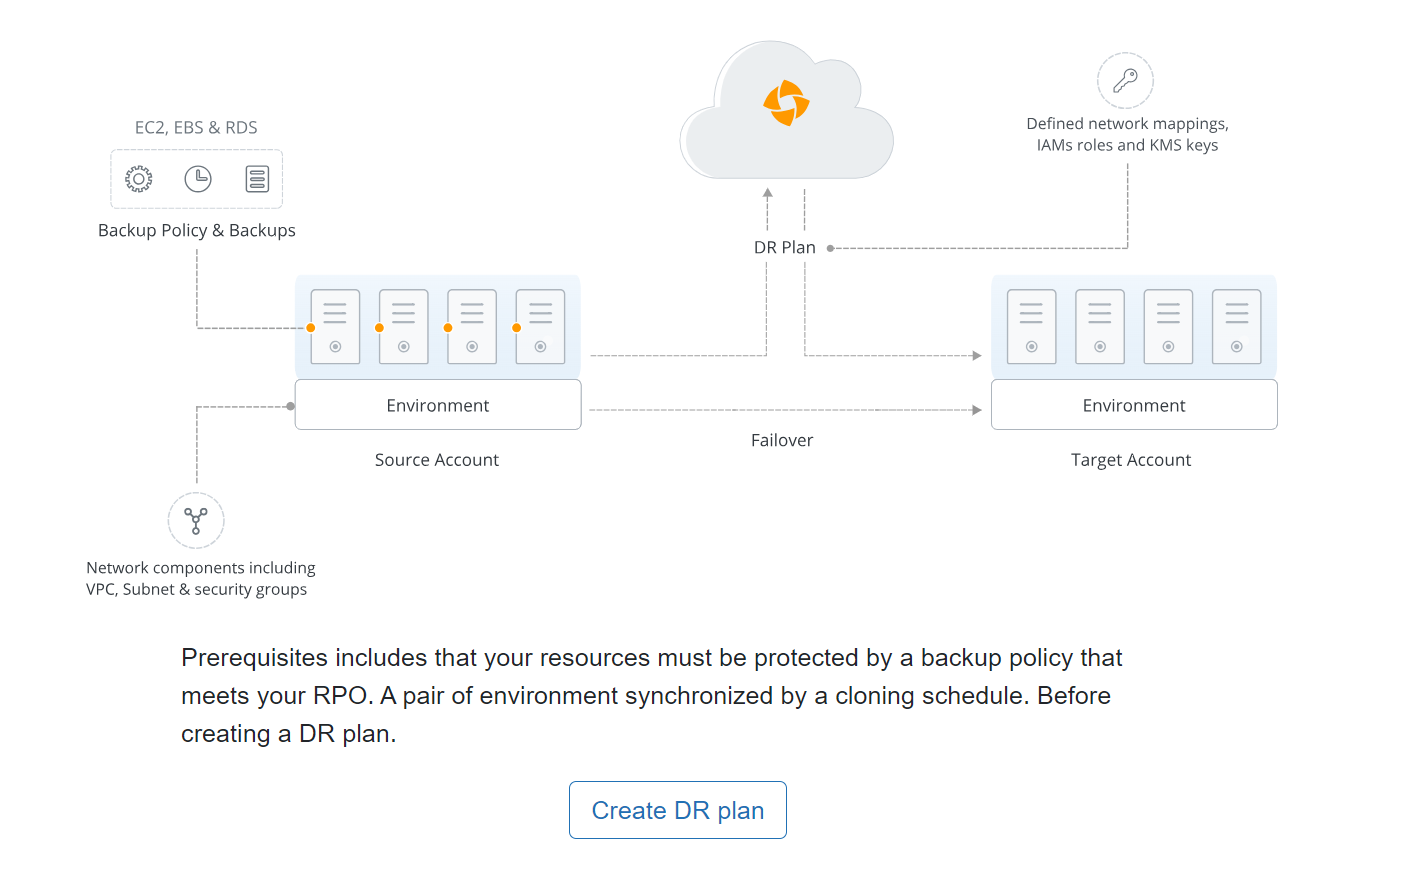 EC2, EBS & RDS
Backup Policy & Backups
Defined network mappings,
IAMs roles and KMS keys
DR Plan
Environment
Source Account
Failover
Environment
Target Account
Network components including
VPC, Subnet & security groups
Prerequisites includes that your resources must be protected by a backup policy that
meets your RPO. A pair of environment synchronized by a cloning schedule. Before
creating a DR plan.
Create DR plan